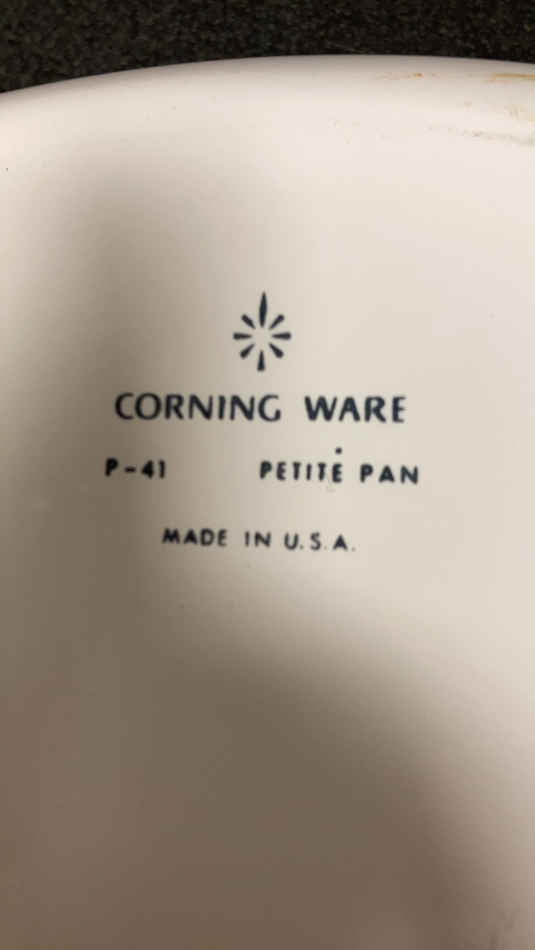 CORNING WARE
P-41 PETITE PAN
MADE IN U.S.A.